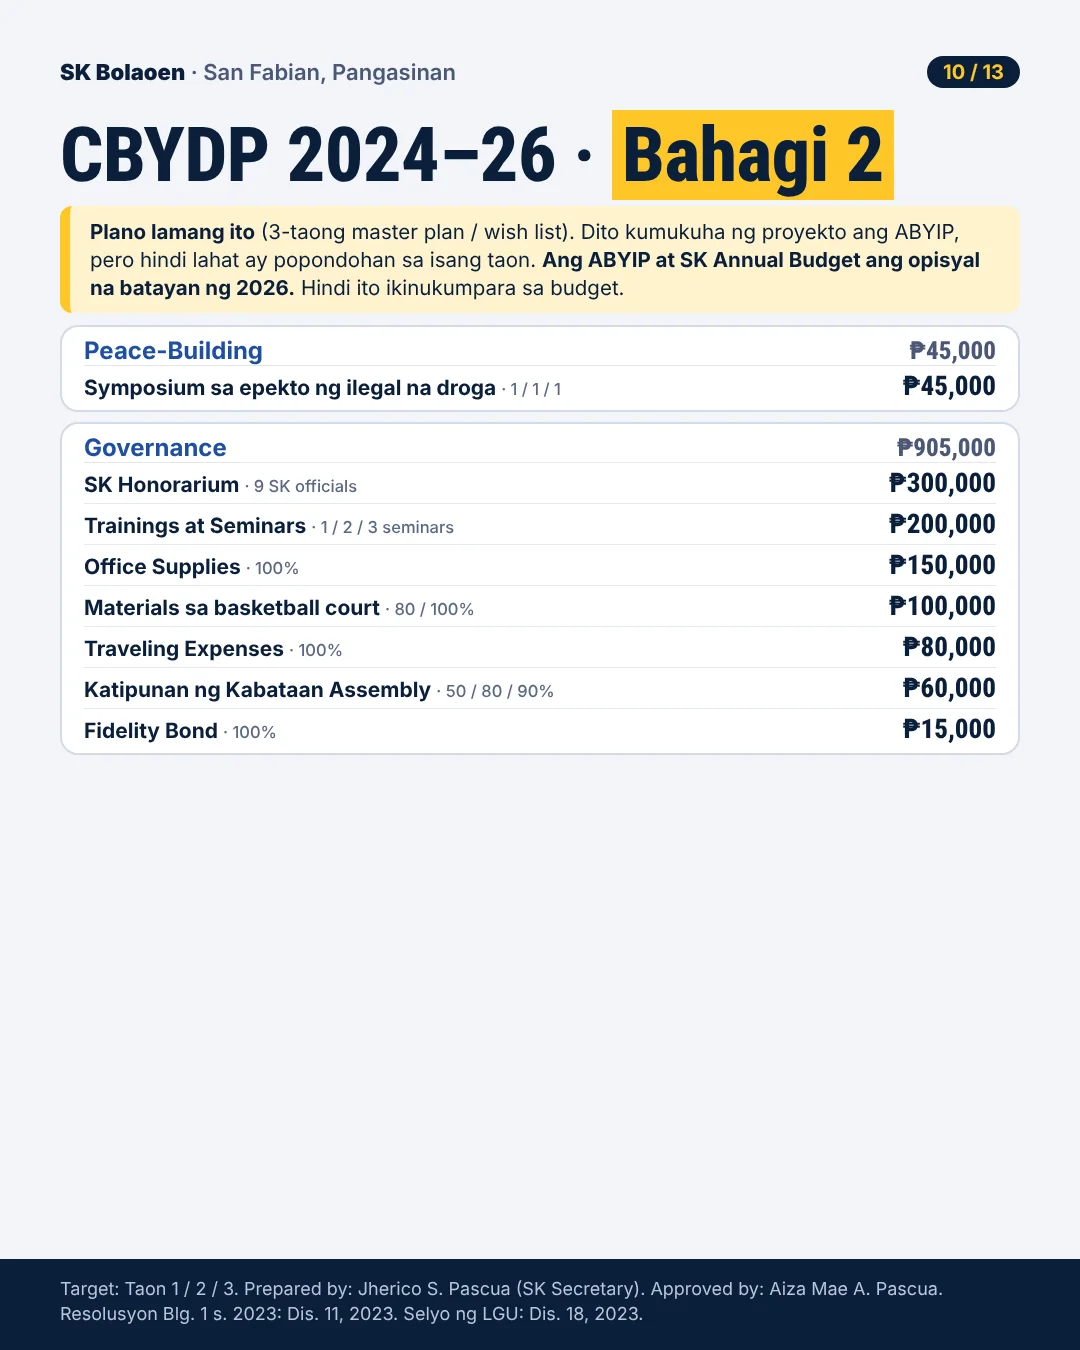 SK Bolaoen · San Fabian, Pangasinan
10 / 13
CBYDP 2024–26 · Bahagi 2
Plano lamang ito (3-taong master plan / wish list). Dito kumukuha ng proyekto ang ABYIP,
pero hindi lahat ay popondohan sa isang taon. Ang ABYIP at SK Annual Budget ang opisyal
na batayan ng 2026. Hindi ito ikinukumpara sa budget.
Peace-Building ₱45,000
Symposium sa epekto ng ilegal na droga · 1 / 1 / 1 ₱45,000
Governance ₱905,000
SK Honorarium · 9 SK officials ₱300,000
Trainings at Seminars · 1 / 2 / 3 seminars ₱200,000
Office Supplies · 100% ₱150,000
Materials sa basketball court · 80 / 100% ₱100,000
Traveling Expenses · 100% ₱80,000
Katipunan ng Kabataan Assembly · 50 / 80 / 90% ₱60,000
Fidelity Bond · 100% ₱15,000
Target: Taon 1 / 2 / 3. Prepared by: Jherico S. Pascua (SK Secretary). Approved by: Aiza Mae A. Pascua.
Resolusyon Blg. 1 s. 2023: Dis. 11, 2023. Selyo ng LGU: Dis. 18, 2023.